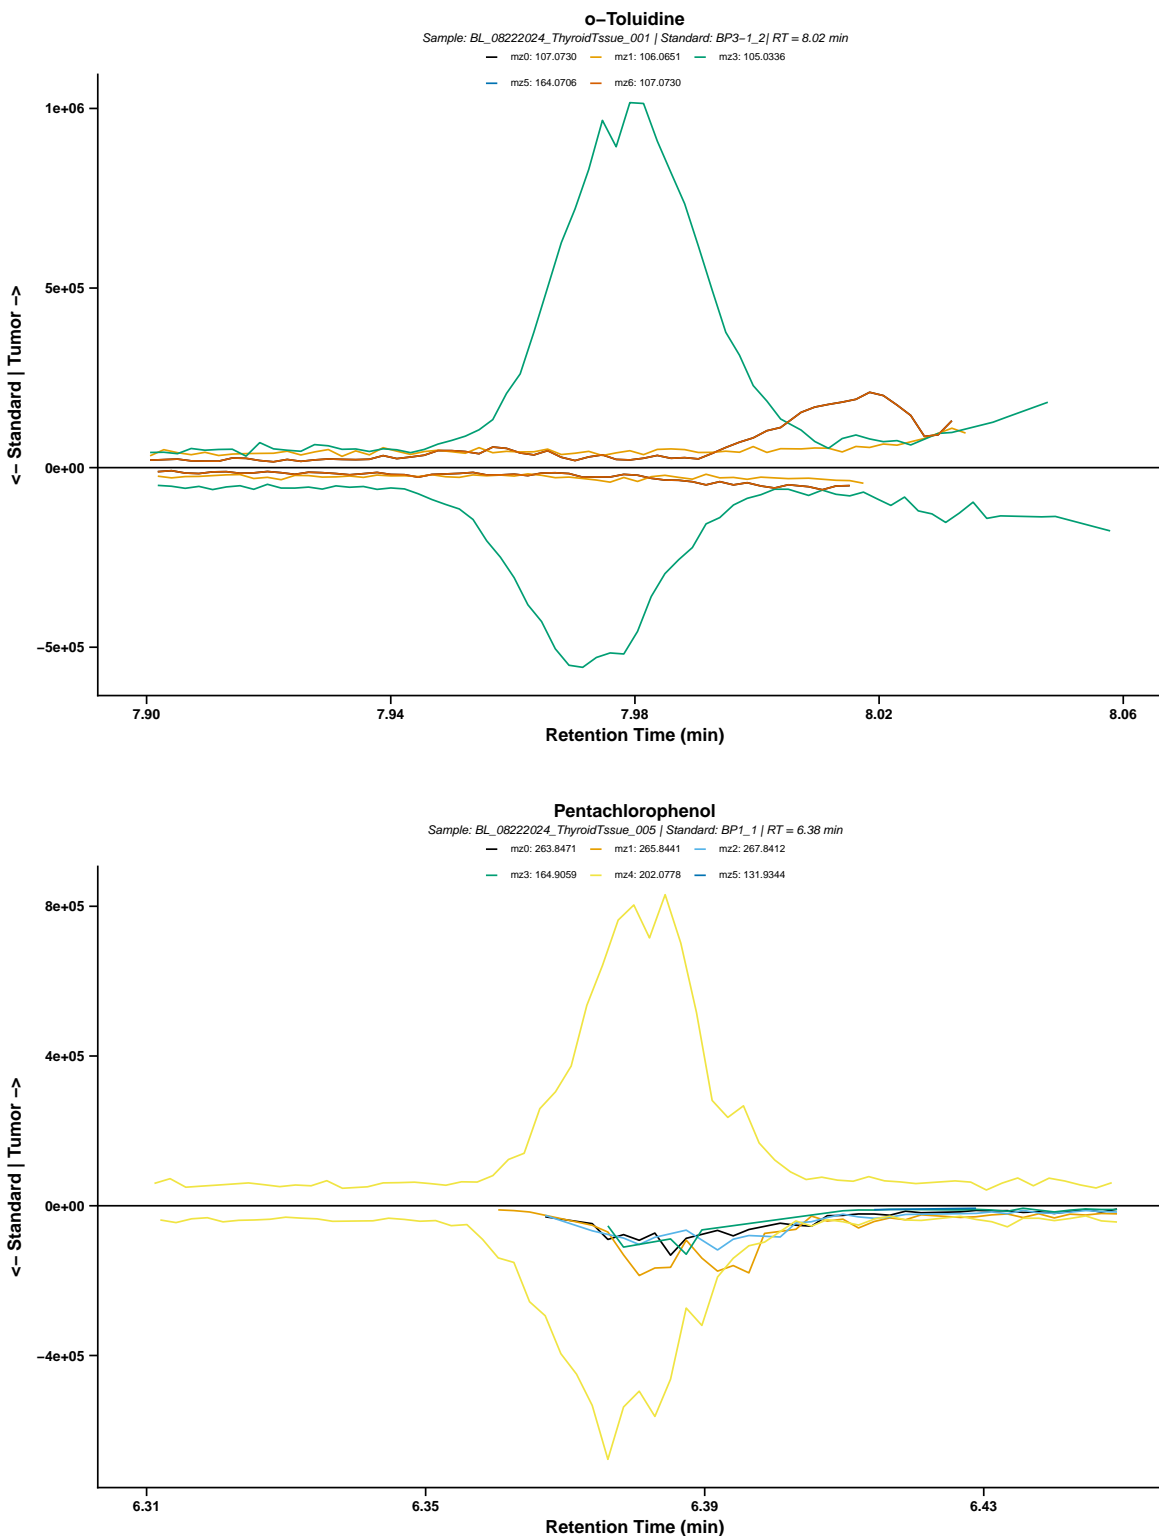 o−Toluidine
Sample: BL_08222024_ThyroidTssue_001 | Standard: BP3−1_2| RT = 8.02 min
mz0: 107.0730 mz1: 106.0651 mz3: 105.0336
mz5: 164.0706 mz6: 107.0730
1e+06
5e+05
0e+00
−5e+05
<− Standard | Tumor −>
7.90 7.94 7.98 8.02 8.06
Retention Time (min)
Pentachlorophenol
Sample: BL_08222024_ThyroidTssue_005 | Standard: BP1_1 | RT = 6.38 min
mz0: 263.8471 mz1: 265.8441 mz2: 267.8412
mz3: 164.9059 mz4: 202.0778 mz5: 131.9344
8e+05
4e+05
0e+00
−4e+05
<− Standard | Tumor −>
6.31 6.35 6.39 6.43
Retention Time (min)